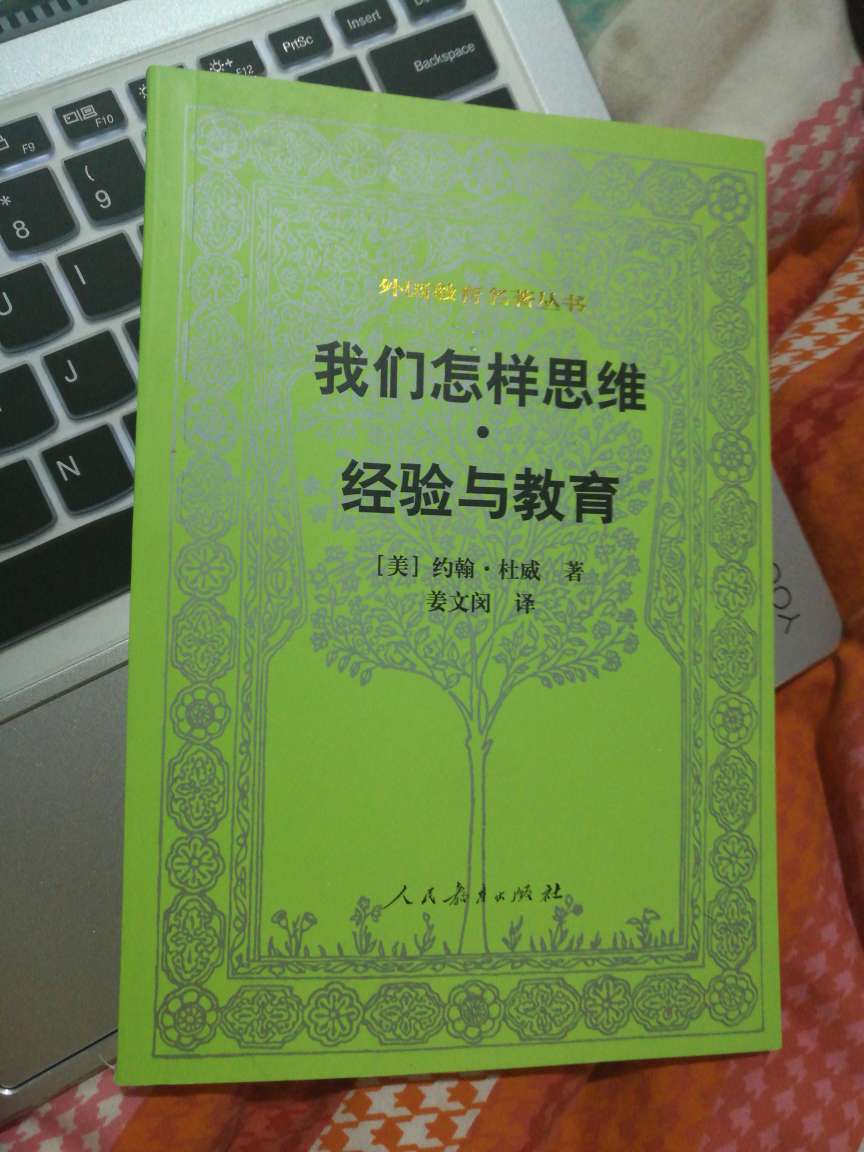 PrtSc
Insert
F12
Backspace
F9
F10
*
8
(
9
U
I
J
N
外国教育名著丛书
我们怎样思维
·
经验与教育
[美] 约翰·杜威 著
姜文闵 译
人民教育出版社